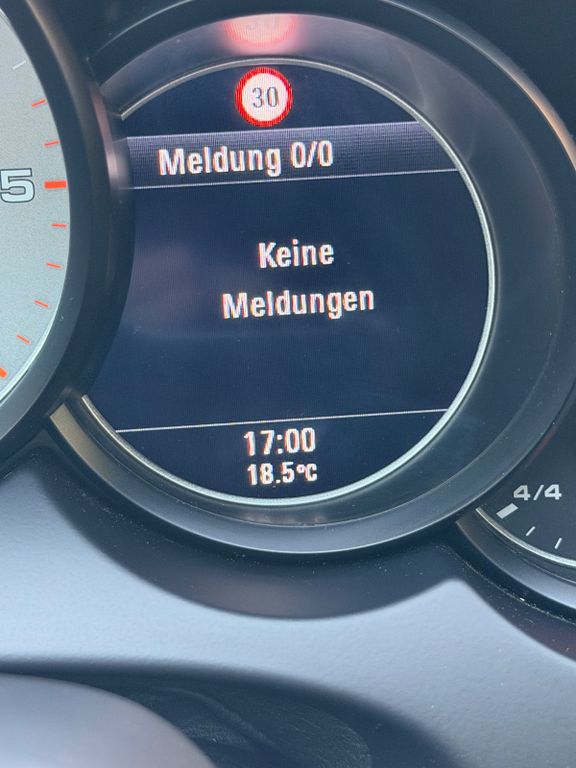 30
Meldung 0/0
5
Keine
Meldungen
17:00
18.5°C
4/4